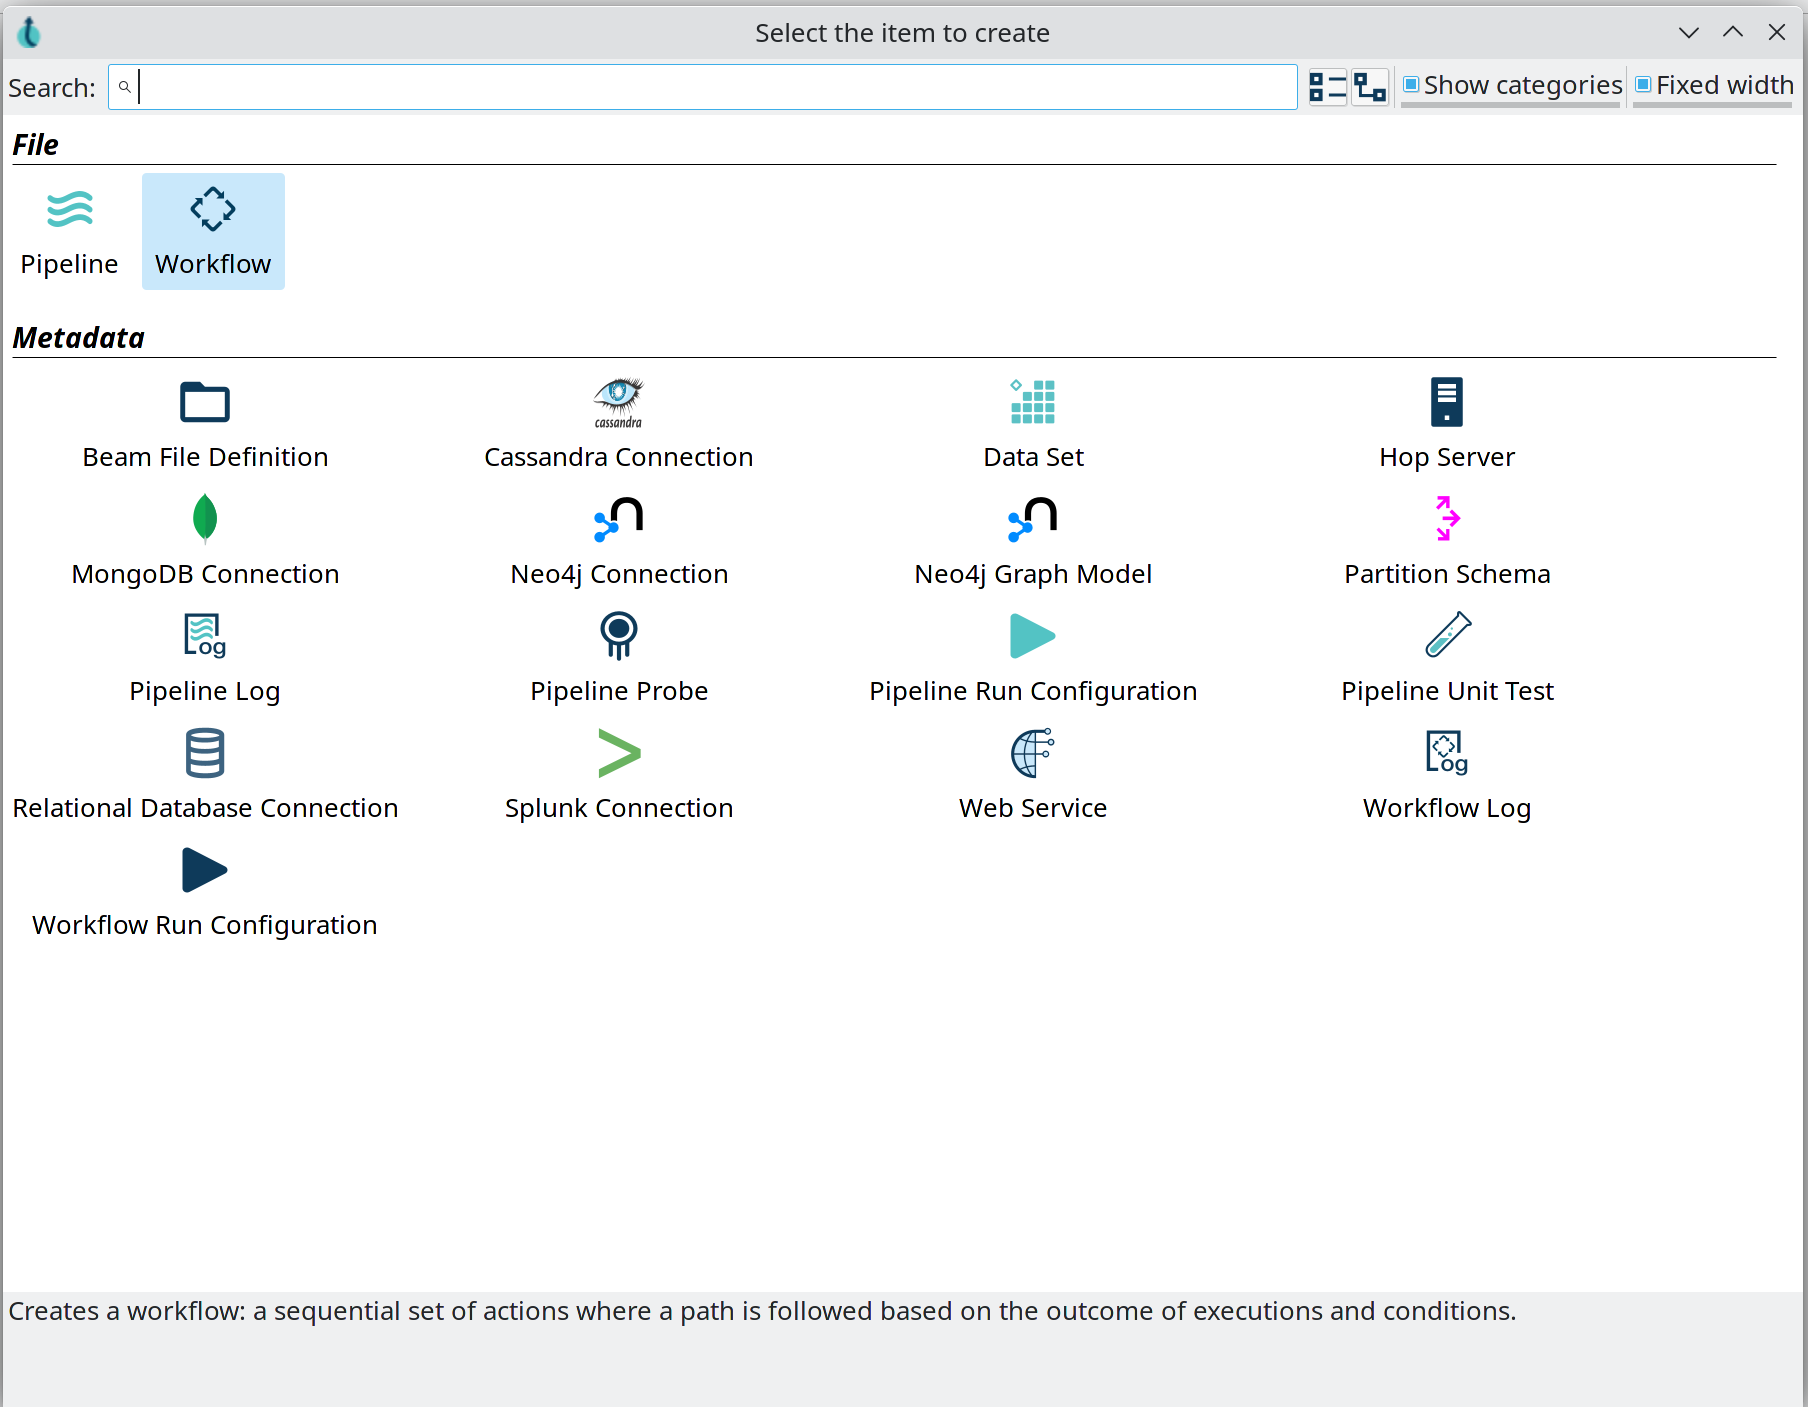 Select the item to create
Search: Show categories Fixed width
File
Pipeline Workflow
Metadata
cassandra
Beam File Definition Cassandra Connection Data Set Hop Server
MongoDB Connection Neo4j Connection Neo4j Graph Model Partition Schema
Log Log
Pipeline Log Pipeline Probe Pipeline Run Configuration Pipeline Unit Test
Relational Database Connection Splunk Connection Web Service Workflow Log
Workflow Run Configuration
Creates a workflow: a sequential set of actions where a path is followed based on the outcome of executions and conditions.